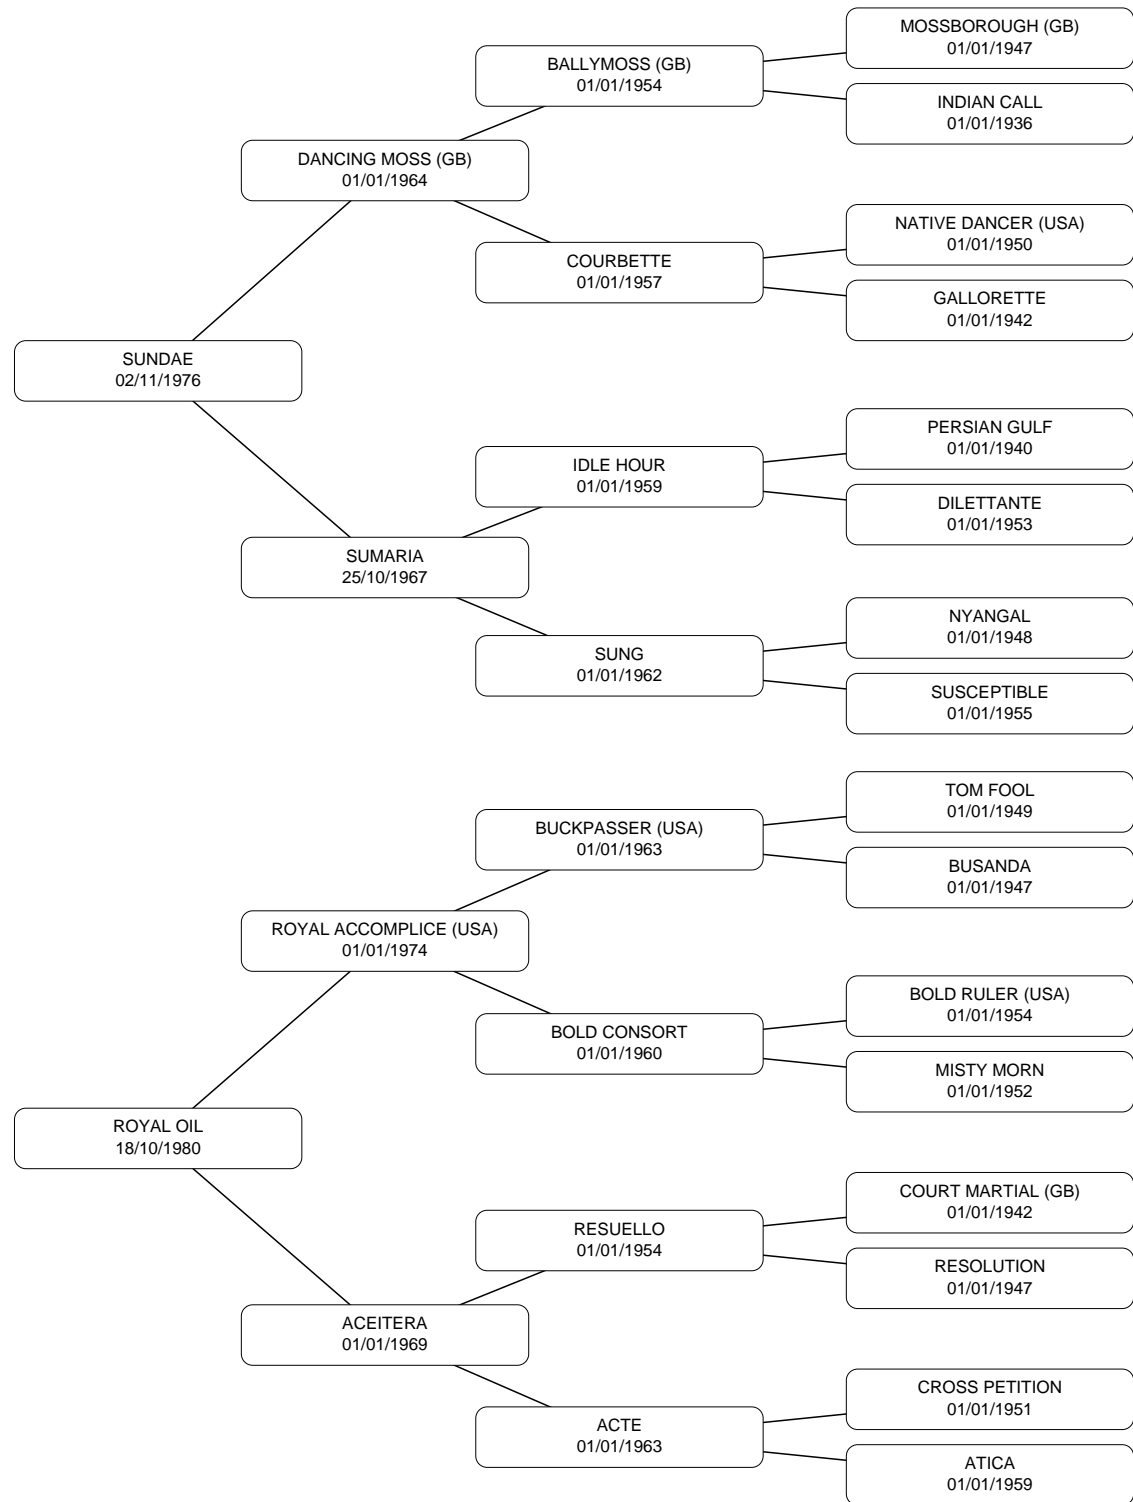 MOSSBOROUGH (GB)
01/01/1947
BALLYMOSS (GB)
01/01/1954
INDIAN CALL
01/01/1936
DANCING MOSS (GB)
01/01/1964
NATIVE DANCER (USA)
01/01/1950
COURBETTE
01/01/1957
GALLORETTE
01/01/1942
SUNDAE
02/11/1976
PERSIAN GULF
01/01/1940
IDLE HOUR
01/01/1959
DILETTANTE
01/01/1953
SUMARIA
25/10/1967
NYANGAL
01/01/1948
SUNG
01/01/1962
SUSCEPTIBLE
01/01/1955
TOM FOOL
01/01/1949
BUCKPASSER (USA)
01/01/1963
BUSANDA
01/01/1947
ROYAL ACCOMPLICE (USA)
01/01/1974
BOLD RULER (USA)
01/01/1954
BOLD CONSORT
01/01/1960
MISTY MORN
01/01/1952
ROYAL OIL
18/10/1980
COURT MARTIAL (GB)
01/01/1942
RESUELLO
01/01/1954
RESOLUTION
01/01/1947
ACEITERA
01/01/1969
CROSS PETITION
01/01/1951
ACTE
01/01/1963
ATICA
01/01/1959